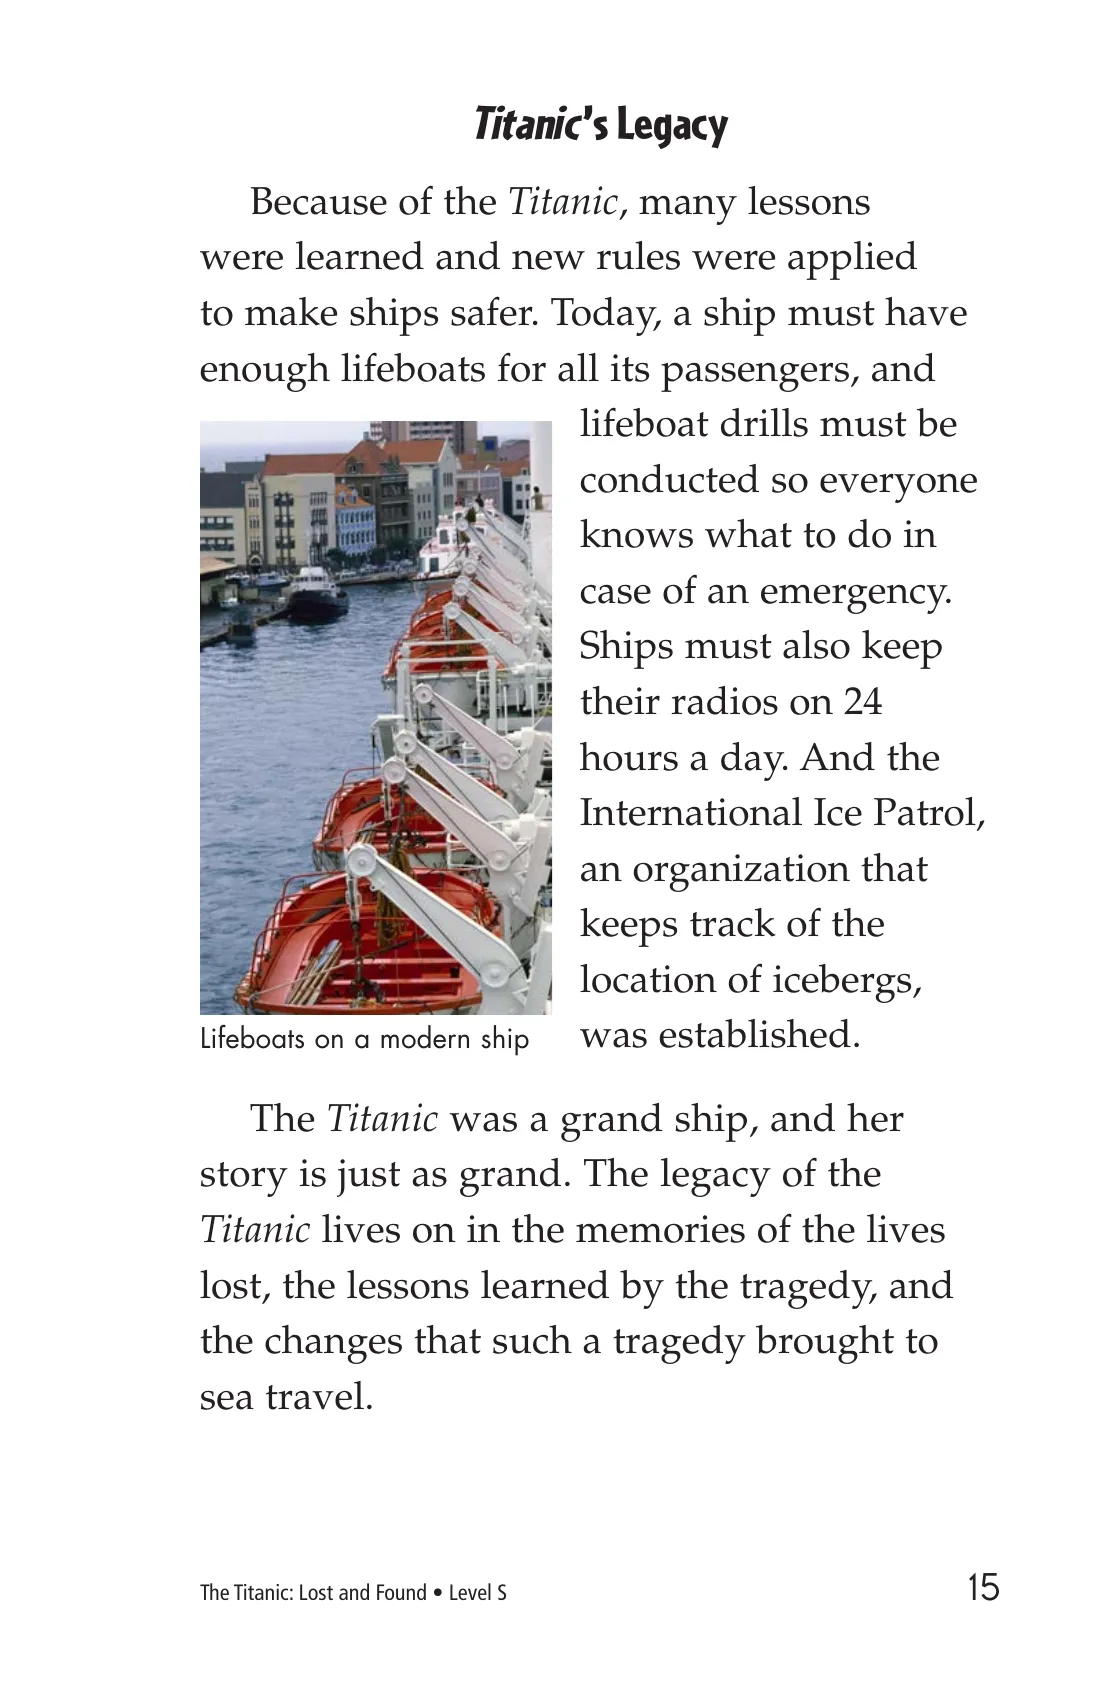 Titanic's Legacy
Because of the Titanic, many lessons
were learned and new rules were applied
to make ships safer. Today, a ship must have
enough lifeboats for all its passengers, and
lifeboat drills must be
conducted so everyone
knows what to do in
case of an emergency.
Ships must also keep
their radios on 24
hours a day. And the
International Ice Patrol,
an organization that
keeps track of the
location of icebergs,
was established.
Lifeboats on a modern ship
The Titanic was a grand ship, and her
story is just as grand. The legacy of the
Titanic lives on in the memories of the lives
lost, the lessons learned by the tragedy, and
the changes that such a tragedy brought to
sea travel.
The Titanic: Lost and Found • Level S
15